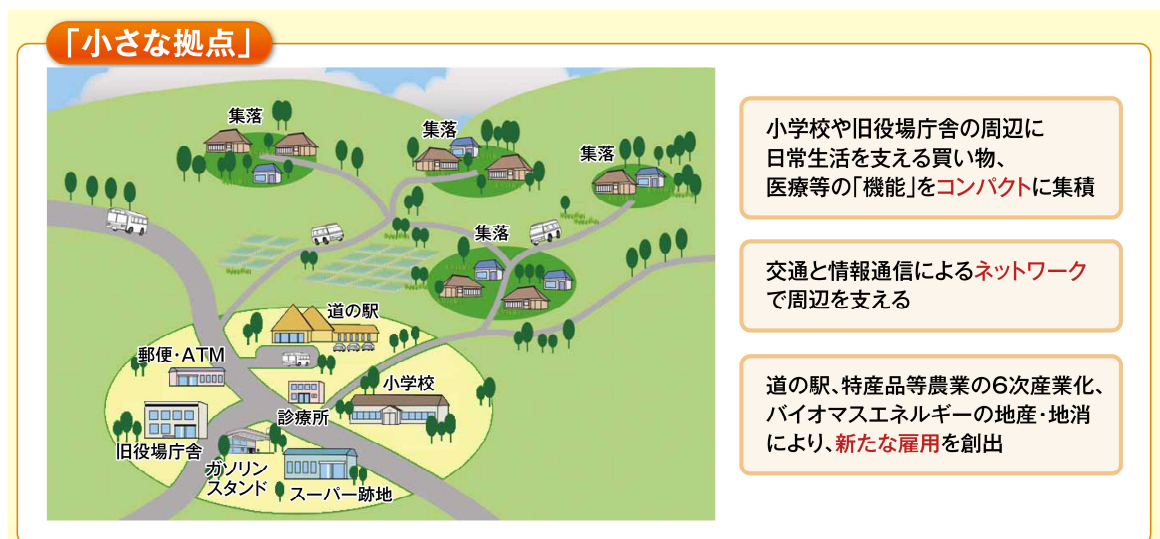 「小さな拠点」
集落
集落
集落
集落
道の駅
郵便・ATM
小学校
診療所
旧役場庁舎
ガソリン
スタンド
スーパー跡地
小学校や旧役場庁舎の周辺に
日常生活を支える買い物、
医療等の「機能」をコンパクトに集積
交通と情報通信によるネットワーク
で周辺を支える
道の駅、特産品等農業の6次産業化、
バイオマスエネルギーの地産・地消
により、新たな雇用を創出